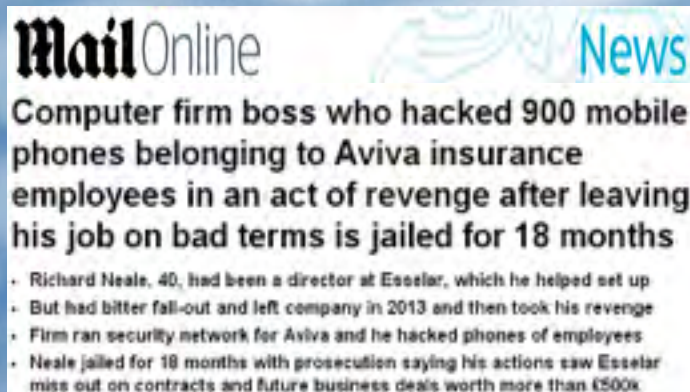 Mail Online News
Computer firm boss who hacked 900 mobile
phones belonging to Aviva insurance
employees in an act of revenge after leaving
his job on bad terms is jailed for 18 months
• Richard Neale, 40, had been a director at Esselar, which he helped set up
• But had bitter fall-out and left company in 2013 and then took his revenge
• Firm ran security network for Aviva and he hacked phones of employees
• Neale jailed for 18 months with prosecution saying his actions saw Esselar
miss out on contracts and future business deals worth more than £500k